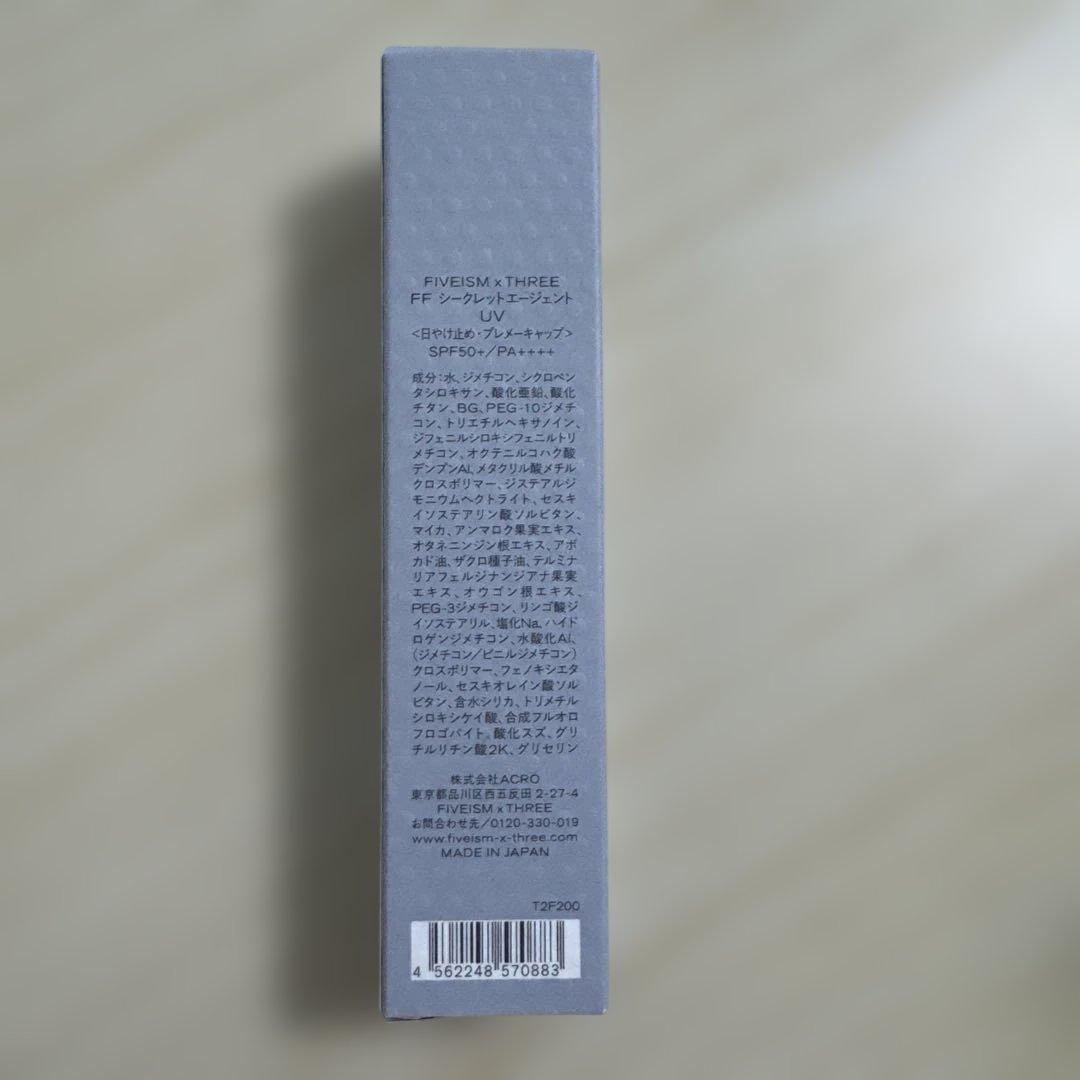 FIVEISM x THREE
FF シークレットエージェント
UV
<日やけ止め・プレメーキャップ>
SPF50+/PA++++
成分:水、ジメチコン、シクロペン
タシロキサン、酸化亜鉛、酸化
チタン、BG、PEG-10ジメチ
コン、トリエチルヘキサノイン、
ジフェニルシロキシフェニルトリ
メチコン、オクテニルコハク酸
デンプンAl、メタクリル酸メチル
クロスポリマー、ジステアルジ
モニウムヘクトライト、セスキ
イソステアリン酸ソルビタン、
マイカ、アンマロク果実エキス、
オタネニンジン根エキス、アボ
カド油、ザクロ種子油、テルミナ
リアフェルジナンジアナ果実
エキス、オウゴン根エキス、
PEG-3ジメチコン、リンゴ酸ジ
イソステアリル、塩化Na、ハイド
ロゲンジメチコン、水酸化Al、
(ジメチコン/ビニルジメチコン)
クロスポリマー、フェノキシエタ
ノール、セスキオレイン酸ソル
ビタン、含水シリカ、トリメチル
シロキシケイ酸、合成フルオロ
フロゴパイト、酸化スズ、グリ
チルリチン酸2K、グリセリン
株式会社ACRO
東京都品川区西五反田 2-27-4
FIVEISM x THREE
お問合わせ先/0120-330-019
www.fiveism-x-three.com
MADE IN JAPAN
T2F200
4 562248 570883